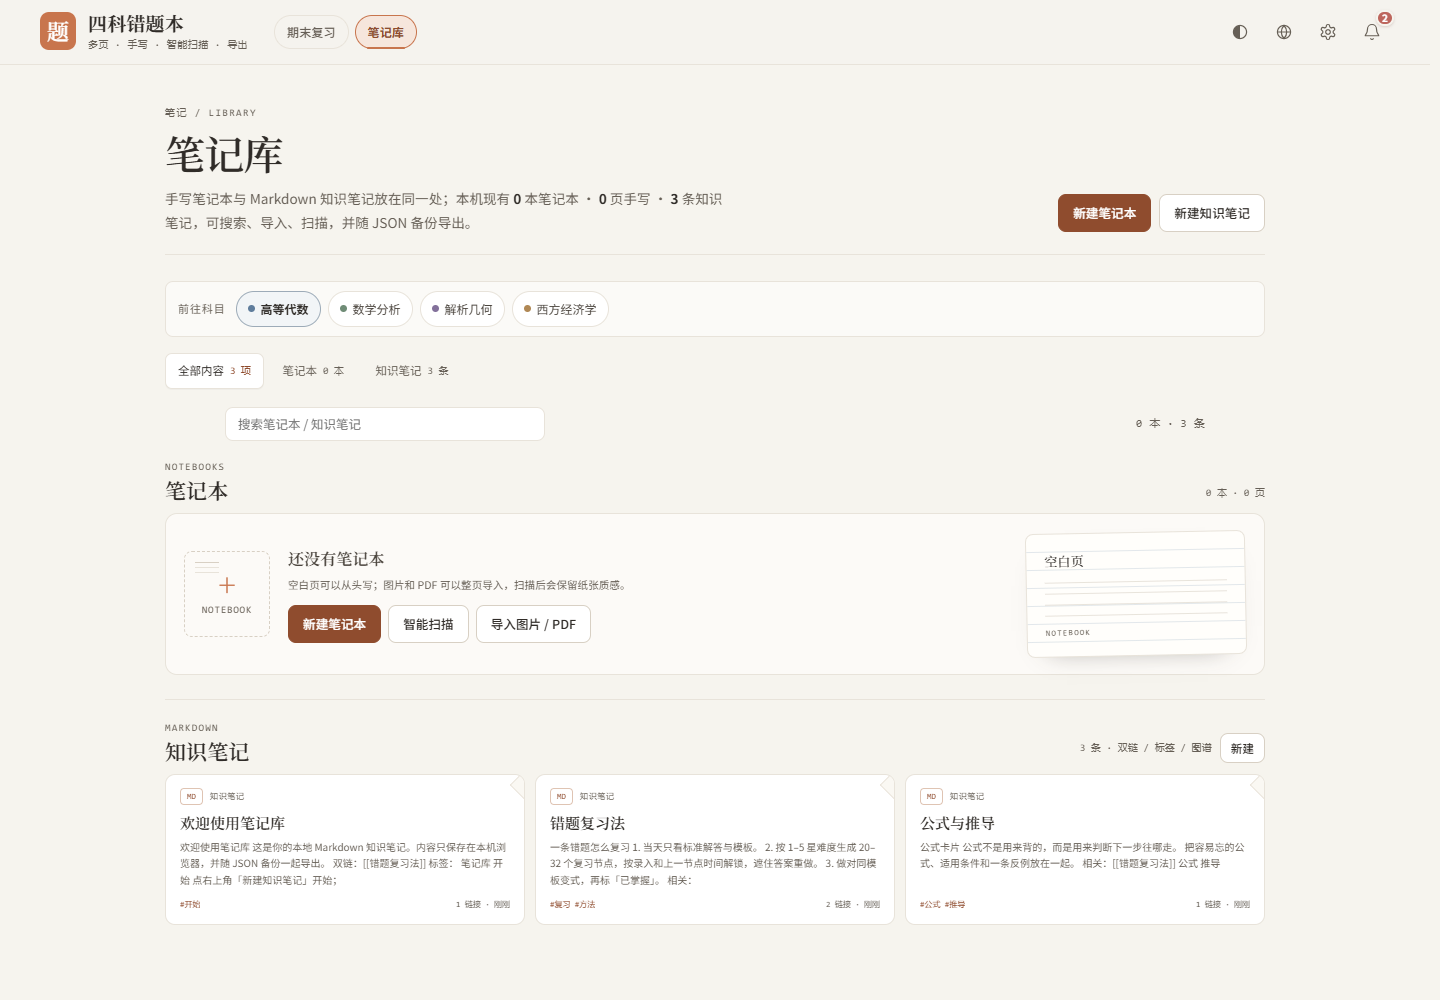 题
四科错题本
多页 · 手写 · 智能扫描 · 导出
期末复习
笔记库
2
笔记 / LIBRARY
笔记库
手写笔记本与 Markdown 知识笔记放在同一处；本机现有 0 本笔记本 · 0 页手写 · 3 条知识
笔记，可搜索、导入、扫描，并随 JSON 备份导出。
新建笔记本
新建知识笔记
前往科目
高等代数
数学分析
解析几何
西方经济学
全部内容 3 项
笔记本 0 本
知识笔记 3 条
搜索笔记本 / 知识笔记
0 本 · 3 条
NOTEBOOKS
笔记本
0 本 · 0 页
NOTEBOOK
还没有笔记本
空白页可以从头写；图片和 PDF 可以整页导入，扫描后会保留纸张质感。
新建笔记本
智能扫描
导入图片 / PDF
空白页
NOTEBOOK
MARKDOWN
知识笔记
3 条 · 双链 / 标签 / 图谱
新建
MD 知识笔记
欢迎使用笔记库
欢迎使用笔记库 这是你的本地 Markdown 知识笔记。内容只保存在本机浏
览器，并随 JSON 备份一起导出。 双链：[[错题复习法]] 标签： 笔记库 开
始 点右上角「新建知识笔记」开始；
#开始
1 链接 · 刚刚
MD 知识笔记
错题复习法
一条错题怎么复习 1. 当天只看标准解答与模板。 2. 按 1–5 星难度生成 20–
32 个复习节点，按录入和上一节点时间解锁，遮住答案重做。 3. 做对同模
板变式，再标「已掌握」。 相关：
#复习 #方法
2 链接 · 刚刚
MD 知识笔记
公式与推导
公式卡片 公式不是用来背的，而是用来判断下一步往哪走。 把容易忘的公
式、适用条件和一条反例放在一起。 相关：[[错题复习法]] 公式 推导
#公式 #推导
1 链接 · 刚刚